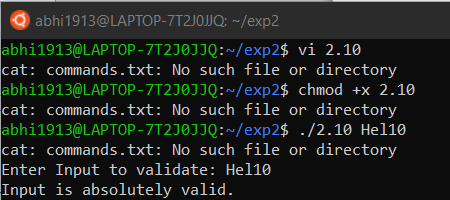 abhi1913@LAPTOP-7T2J0JJQ: ~/exp2
abhi1913@LAPTOP-7T2J0JJQ:~/exp2$ vi 2.10
cat: commands.txt: No such file or directory
abhi1913@LAPTOP-7T2J0JJQ:~/exp2$ chmod +x 2.10
cat: commands.txt: No such file or directory
abhi1913@LAPTOP-7T2J0JJQ:~/exp2$ ./2.10 Hel10
cat: commands.txt: No such file or directory
Enter Input to validate: Hel10
Input is absolutely valid.